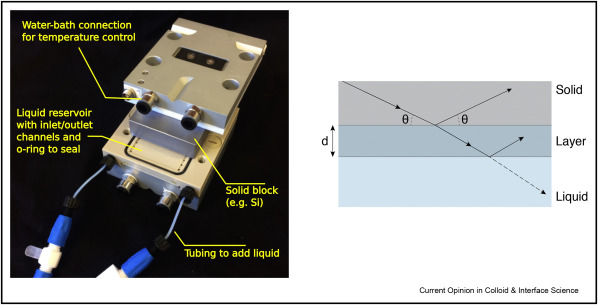 Water-bath connection
for temperature control
Liquid reservoir
with inlet/outlet
channels and
o-ring to seal
Solid block
(e.g. Si)
Tubing to add liquid
Solid
θ
θ
d
Layer
Liquid
Current Opinion in Colloid & Interface Science